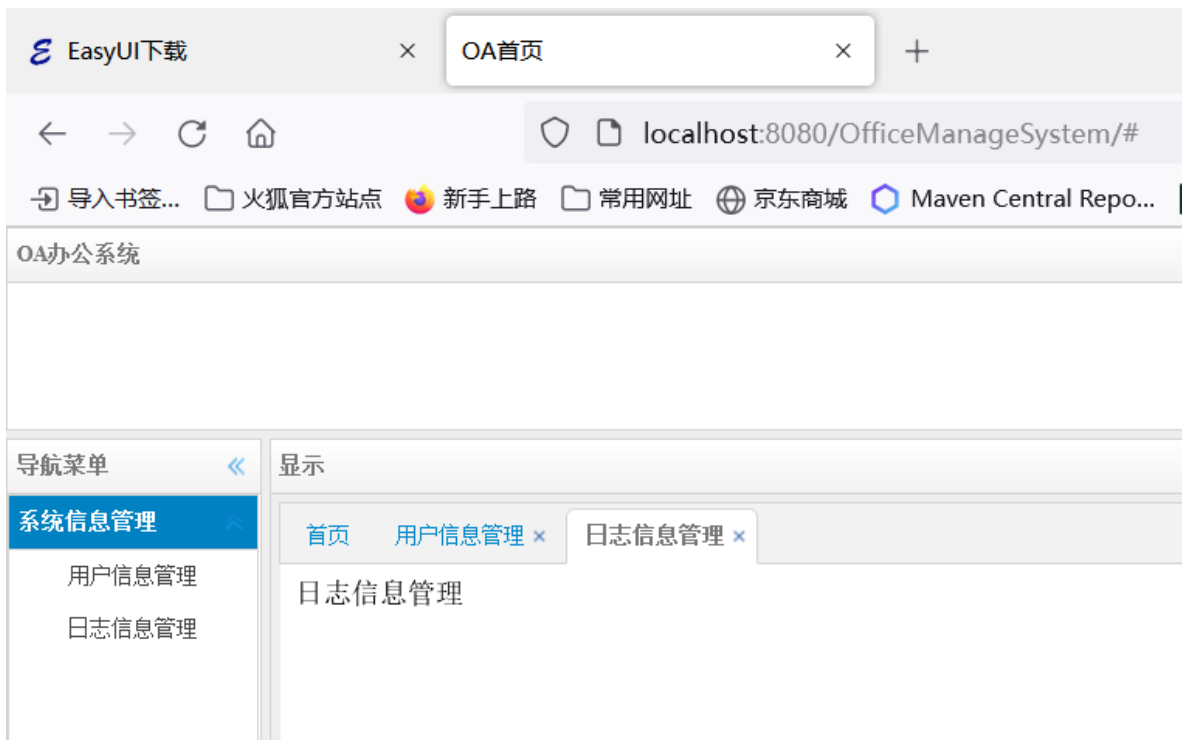 EasyUI下载
OA首页
localhost:8080/OfficeManageSystem/#
导入书签... 火狐官方站点 新手上路 常用网址 京东商城 Maven Central Repo...
OA办公系统
导航菜单
显示
系统信息管理
首页 用户信息管理 日志信息管理
用户信息管理
日志信息管理
日志信息管理